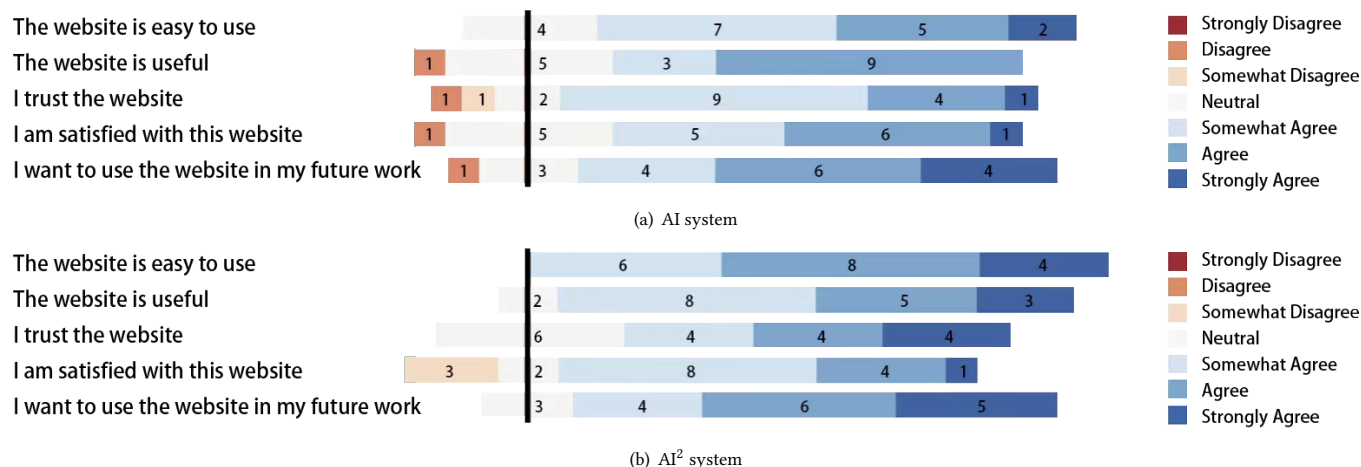 The website is easy to use 4 7 5 2 Strongly Disagree
Disagree
The website is useful 1 5 3 9
Somewhat Disagree
I trust the website 1 1 2 9 4 1 Neutral
I am satisfied with this website 1 5 5 6 1 Somewhat Agree
Agree
I want to use the website in my future work 1 3 4 6 4
Strongly Agree
(a) AI system
The website is easy to use 6 8 4 Strongly Disagree
Disagree
The website is useful 2 8 5 3
Somewhat Disagree
I trust the website 6 4 4 4 Neutral
I am satisfied with this website 3 2 8 4 1 Somewhat Agree
Agree
I want to use the website in my future work 3 4 6 5
Strongly Agree
(b) AI² system